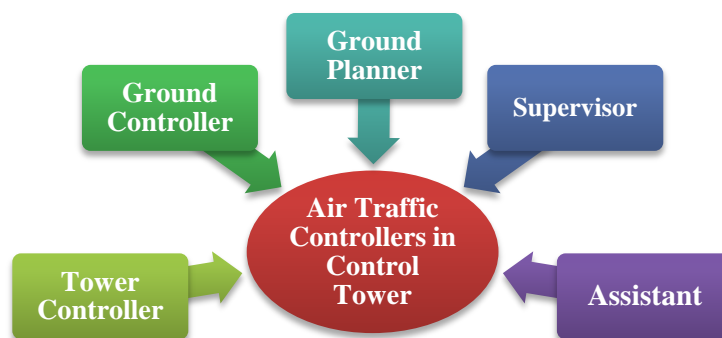 Ground
Planner
Ground
Controller
Supervisor
Air Traffic
Controllers in
Control
Tower
Tower
Controller
Assistant